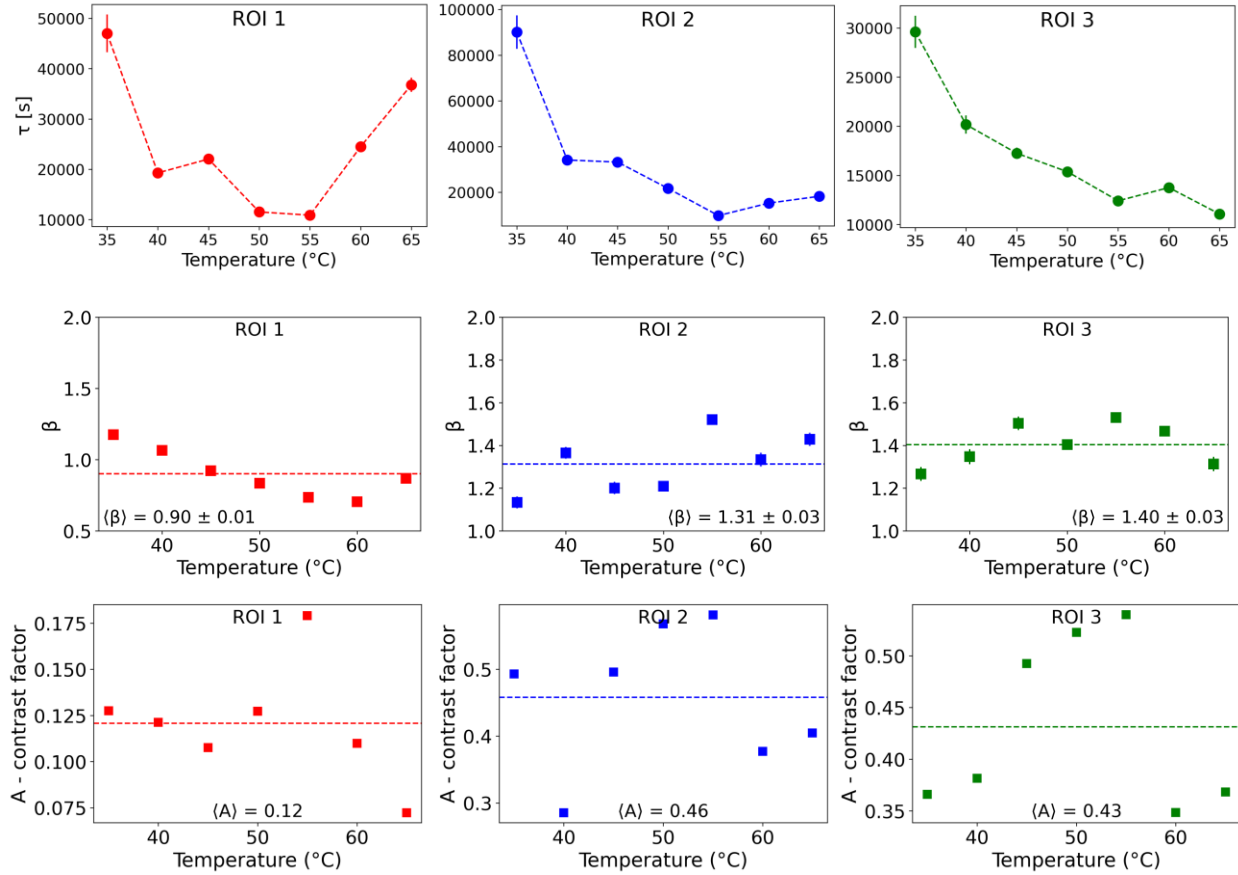 ROI 1
τ [s]
50000
40000
30000
20000
10000
35 40 45 50 55 60 65
Temperature (°C)
ROI 2
100000
80000
60000
40000
20000
35 40 45 50 55 60 65
Temperature (°C)
ROI 3
30000
25000
20000
15000
10000
35 40 45 50 55 60 65
Temperature (°C)
ROI 1
β
2.0
1.5
1.0
0.5
⟨β⟩ = 0.90 ± 0.01
40 50 60
Temperature (°C)
ROI 2
β
2.0
1.8
1.6
1.4
1.2
1.0
⟨β⟩ = 1.31 ± 0.03
40 50 60
Temperature (°C)
ROI 3
β
2.0
1.8
1.6
1.4
1.2
1.0
⟨β⟩ = 1.40 ± 0.03
40 50 60
Temperature (°C)
ROI 1
A - contrast factor
0.175
0.150
0.125
0.100
0.075
⟨A⟩ = 0.12
40 50 60
Temperature (°C)
ROI 2
A - contrast factor
0.5
0.4
0.3
⟨A⟩ = 0.46
40 50 60
Temperature (°C)
ROI 3
A - contrast factor
0.50
0.45
0.40
0.35
⟨A⟩ = 0.43
40 50 60
Temperature (°C)